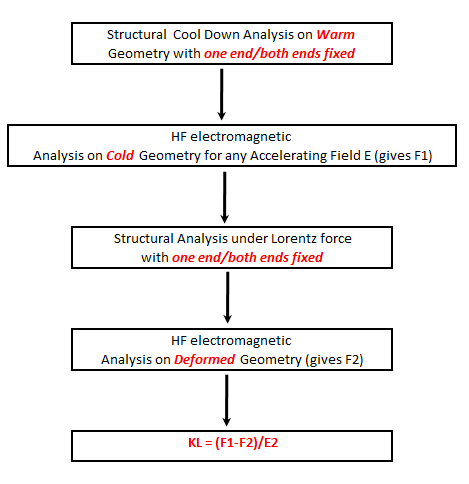 Structural Cool Down Analysis on Warm
Geometry with one end/both ends fixed
HF electromagnetic
Analysis on Cold Geometry for any Accelerating Field E (gives F1)
Structural Analysis under Lorentz force
with one end/both ends fixed
HF electromagnetic
Analysis on Deformed Geometry (gives F2)
KL = (F1-F2)/E2